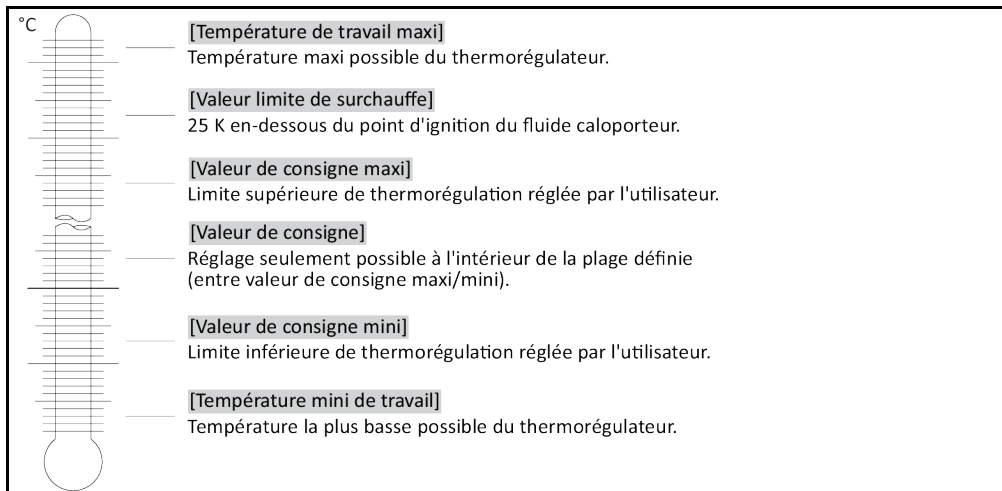 °C
[Température de travail maxi]
Température maxi possible du thermorégulateur.
[Valeur limite de surchauffe]
25 K en-dessous du point d'ignition du fluide caloporteur.
[Valeur de consigne maxi]
Limite supérieure de thermorégulation réglée par l'utilisateur.
[Valeur de consigne]
Réglage seulement possible à l'intérieur de la plage définie
(entre valeur de consigne maxi/mini).
[Valeur de consigne mini]
Limite inférieure de thermorégulation réglée par l'utilisateur.
[Température mini de travail]
Température la plus basse possible du thermorégulateur.